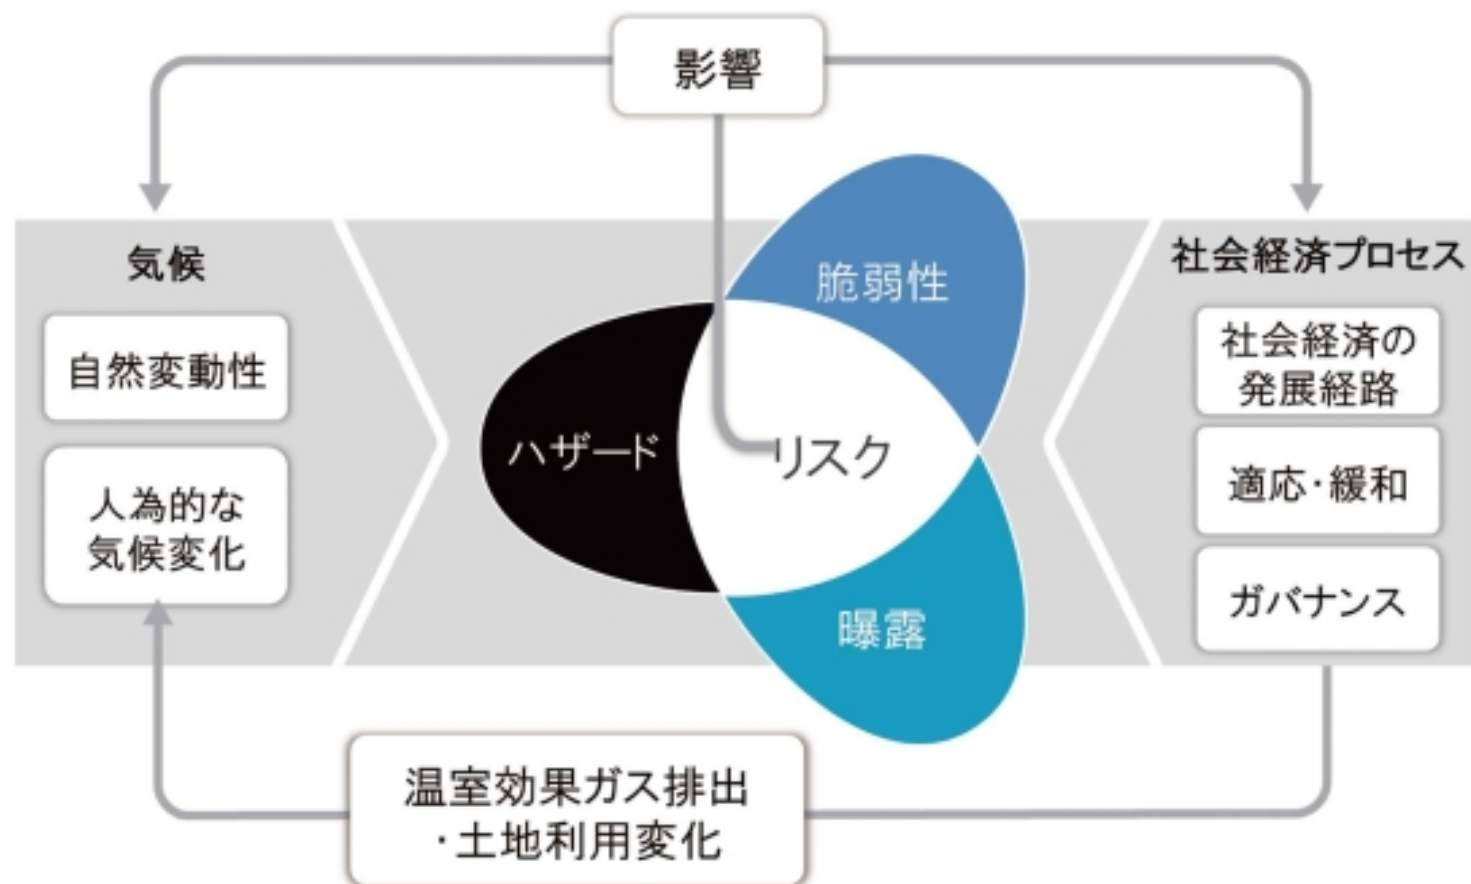 影響
気候
自然変動性
人為的な
気候変化
脆弱性
ハザード
リスク
曝露
社会経済プロセス
社会経済の
発展経路
適応・緩和
ガバナンス
温室効果ガス排出
・土地利用変化